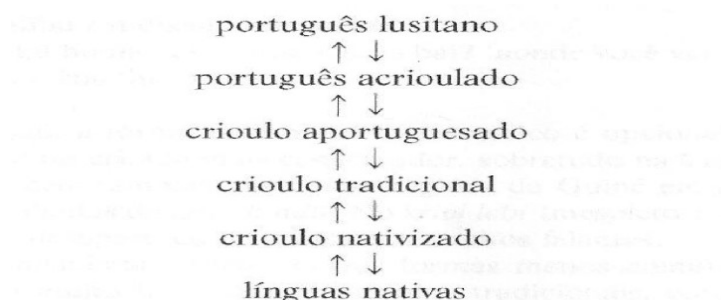 português lusitano
↑ ↓
português acrioulado
↑ ↓
crioulo aportuguesado
↑ ↓
crioulo tradicional
↑ ↓
crioulo nativizado
↑ ↓
línguas nativas